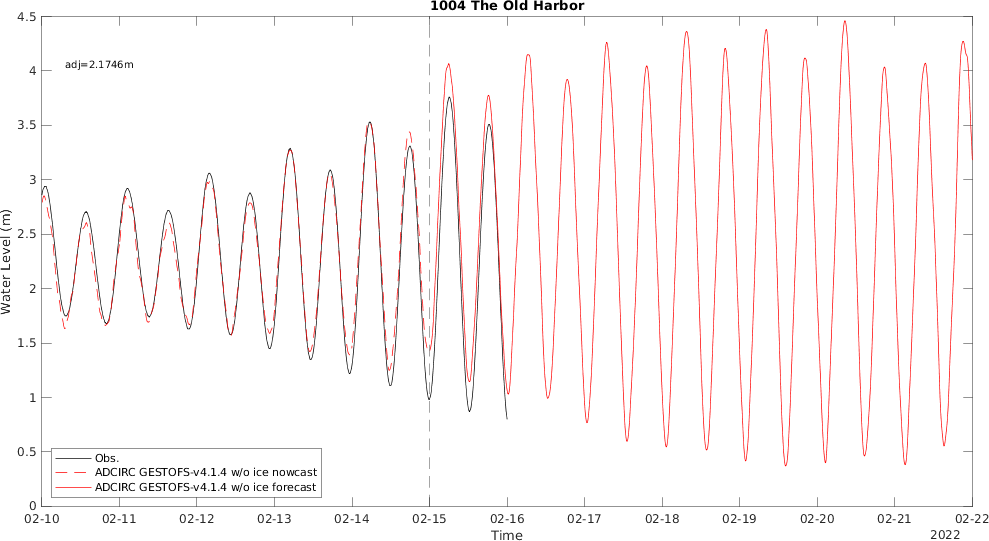 1004 The Old Harbor
adj=2.1746m
Water Level (m)
4.5
4
3.5
3
2.5
2
1.5
1
0.5
0
Obs.
ADCIRC GESTOFS-v4.1.4 w/o ice nowcast
ADCIRC GESTOFS-v4.1.4 w/o ice forecast
02-10 02-11 02-12 02-13 02-14 02-15 02-16 02-17 02-18 02-19 02-20 02-21 02-22
Time
2022